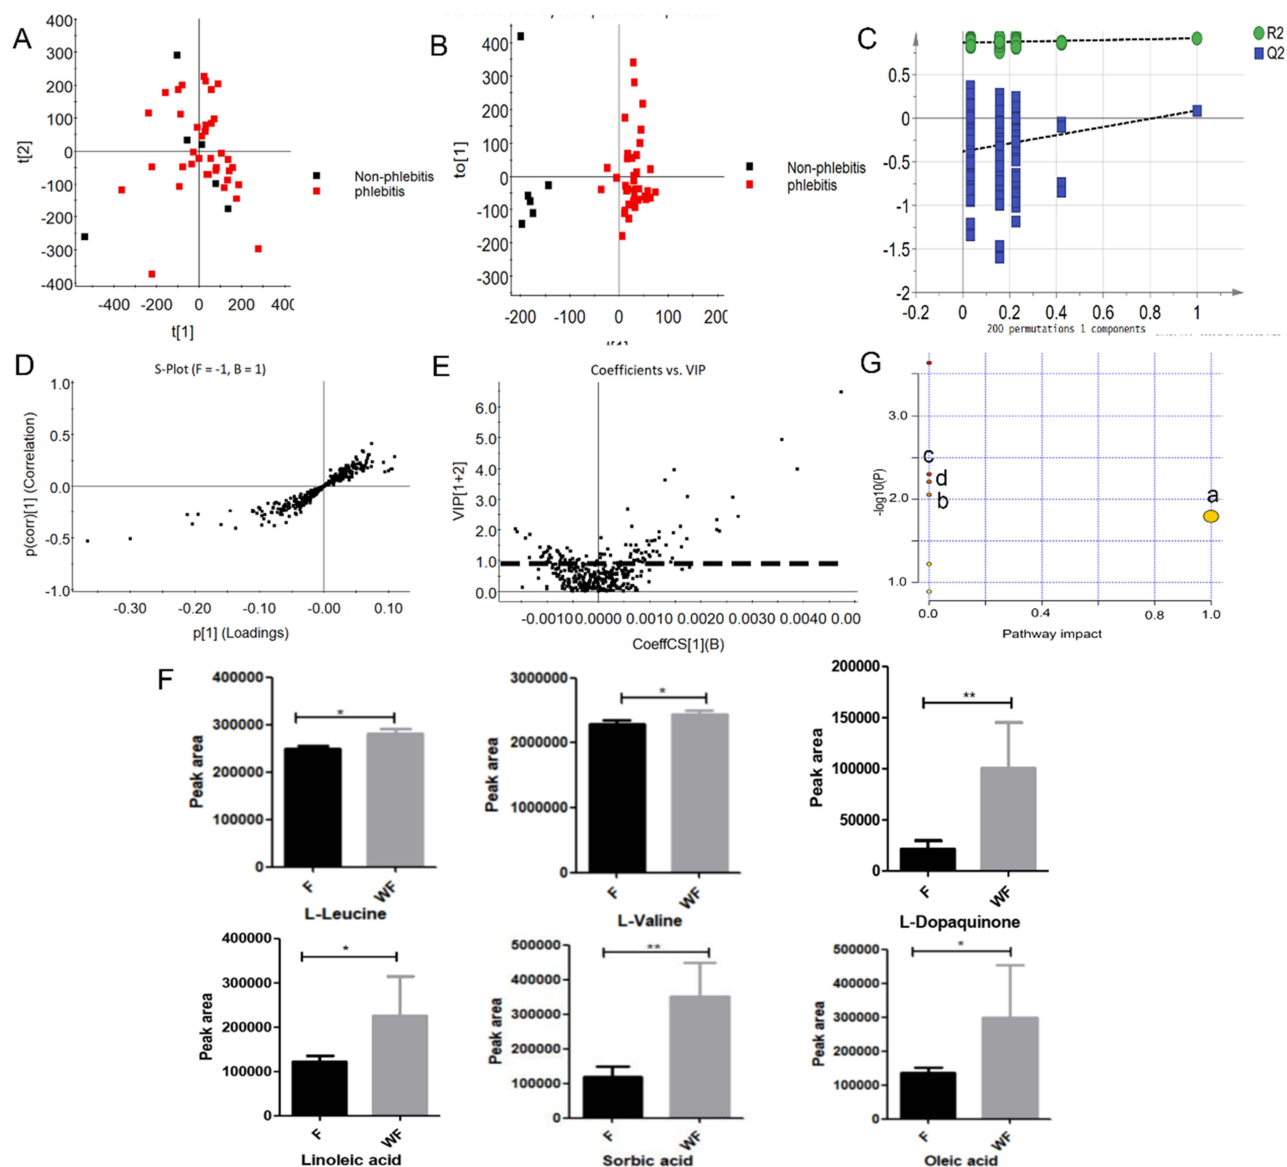 A
400
300
200
100
0
-100
-200
-300
-400
t[2]
-400
-200
0
200
t[1]
Non-phlebitis
phlebitis
B
400
300
200
100
0
-100
-200
-300
to[1]
-200
-100
0
100
Non-phlebitis
phlebitis
C
R2
Q2
0.5
0
-0.5
-1
-1.5
-2
-0.2
0
0.2
0.4
0.6
0.8
1
200 permutations 1 components
D
S-Plot (F = -1, B = 1)
1.0
0.5
0.0
-0.5
-1.0
p(corr)[1] (Correlation)
-0.30
-0.20
-0.10
-0.00
0.10
p[1] (Loadings)
E
Coefficients vs. VIP
6.0
5.0
4.0
3.0
2.0
1.0
0.0
VIP[1+2]
-0.0010
0.0000
0.0010
0.0020
0.0030
0.0040
0.00
CoeffCS[1](B)
G
3.0
2.0
1.0
-log10(P)
c
d
b
a
0.0
0.4
0.8
1.0
Pathway impact
F
400000
300000
200000
100000
0
Peak area
*
F
WF
L-Leucine
3000000
2000000
1000000
0
Peak area
*
F
WF
L-Valine
200000
150000
100000
50000
0
Peak area
**
F
WF
L-Dopaquinone
400000
300000
200000
100000
0
Peak area
*
F
WF
Linoleic acid
500000
400000
300000
200000
100000
0
Peak area
**
F
WF
Sorbic acid
500000
400000
300000
200000
100000
0
Peak area
*
F
WF
Oleic acid